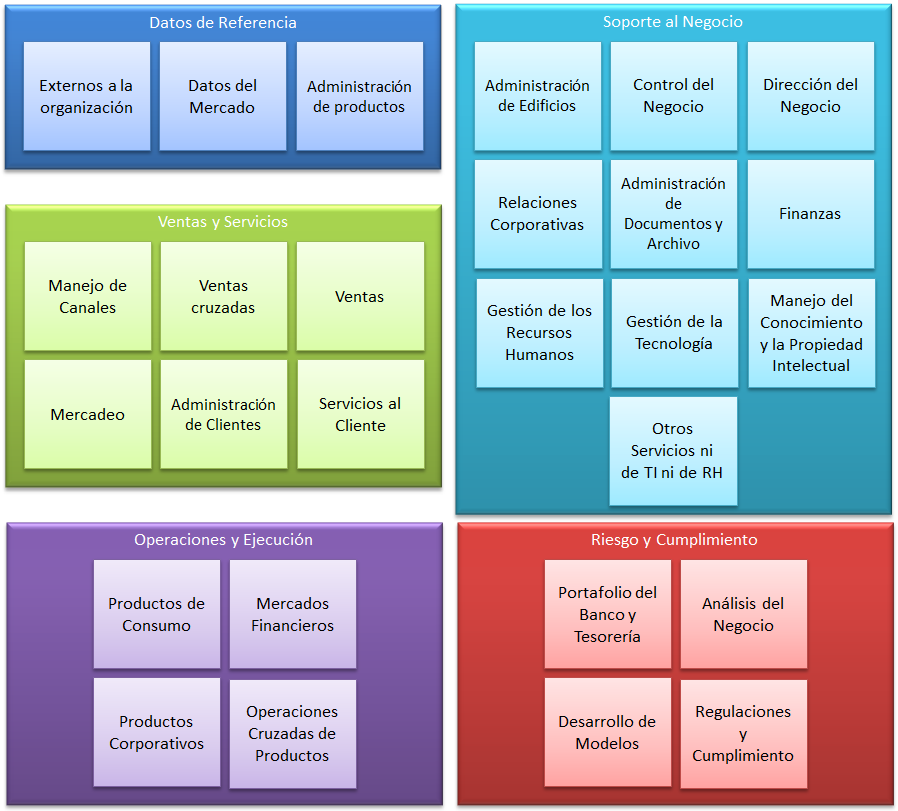 Datos de Referencia
Externos a la
organización
Datos del
Mercado
Administración
de productos
Ventas y Servicios
Manejo de
Canales
Ventas
cruzadas
Ventas
Mercadeo
Administración
de Clientes
Servicios al
Cliente
Operaciones y Ejecución
Productos de
Consumo
Mercados
Financieros
Productos
Corporativos
Operaciones
Cruzadas de
Productos
Soporte al Negocio
Administración
de Edificios
Control del
Negocio
Dirección del
Negocio
Relaciones
Corporativas
Administración
de
Documentos y
Archivo
Finanzas
Gestión de los
Recursos
Humanos
Gestión de la
Tecnología
Manejo del
Conocimiento
y la Propiedad
Intelectual
Otros
Servicios ni
de TI ni de RH
Riesgo y Cumplimiento
Portafolio del
Banco y
Tesorería
Análisis del
Negocio
Desarrollo de
Modelos
Regulaciones
y
Cumplimiento